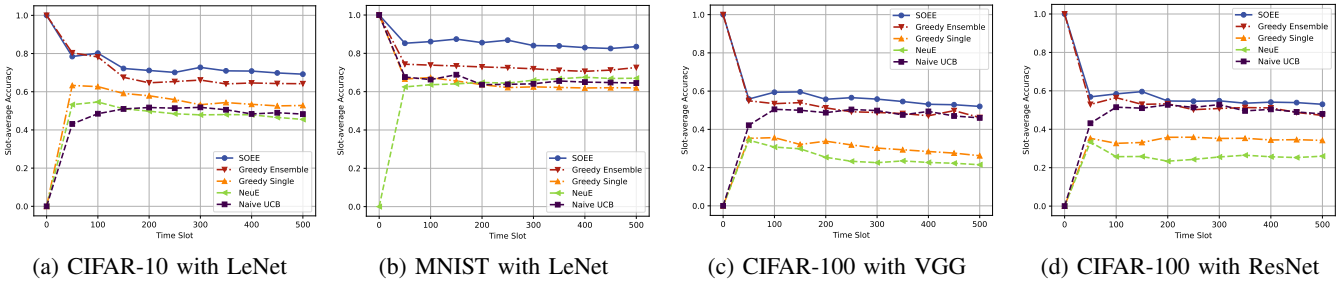 1.0
0.8
0.6
0.4
0.2
0.0
Slot-average Accuracy
SOEE
Greedy Ensemble
Greedy Single
NeuE
Naive UCB
0 100 200 300 400 500
Time Slot
(a) CIFAR-10 with LeNet
1.0
0.8
0.6
0.4
0.2
0.0
Slot-average Accuracy
SOEE
Greedy Ensemble
Greedy Single
NeuE
Naive UCB
0 100 200 300 400 500
Time Slot
(b) MNIST with LeNet
1.0
0.8
0.6
0.4
0.2
0.0
Slot-average Accuracy
SOEE
Greedy Ensemble
Greedy Single
NeuE
Naive UCB
0 100 200 300 400 500
Time Slot
(c) CIFAR-100 with VGG
1.0
0.8
0.6
0.4
0.2
0.0
Slot-average Accuracy
SOEE
Greedy Ensemble
Greedy Single
NeuE
Naive UCB
0 100 200 300 400 500
Time Slot
(d) CIFAR-100 with ResNet